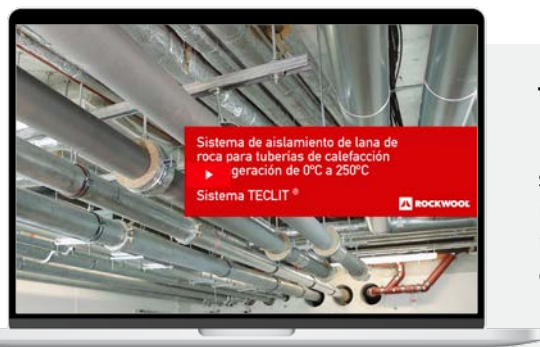 Sistema de aislamiento de lana de
roca para tuberías de calefacción
geración de 0ºC a 250ºC
Sistema TECLIT ®
ROCKWOOL